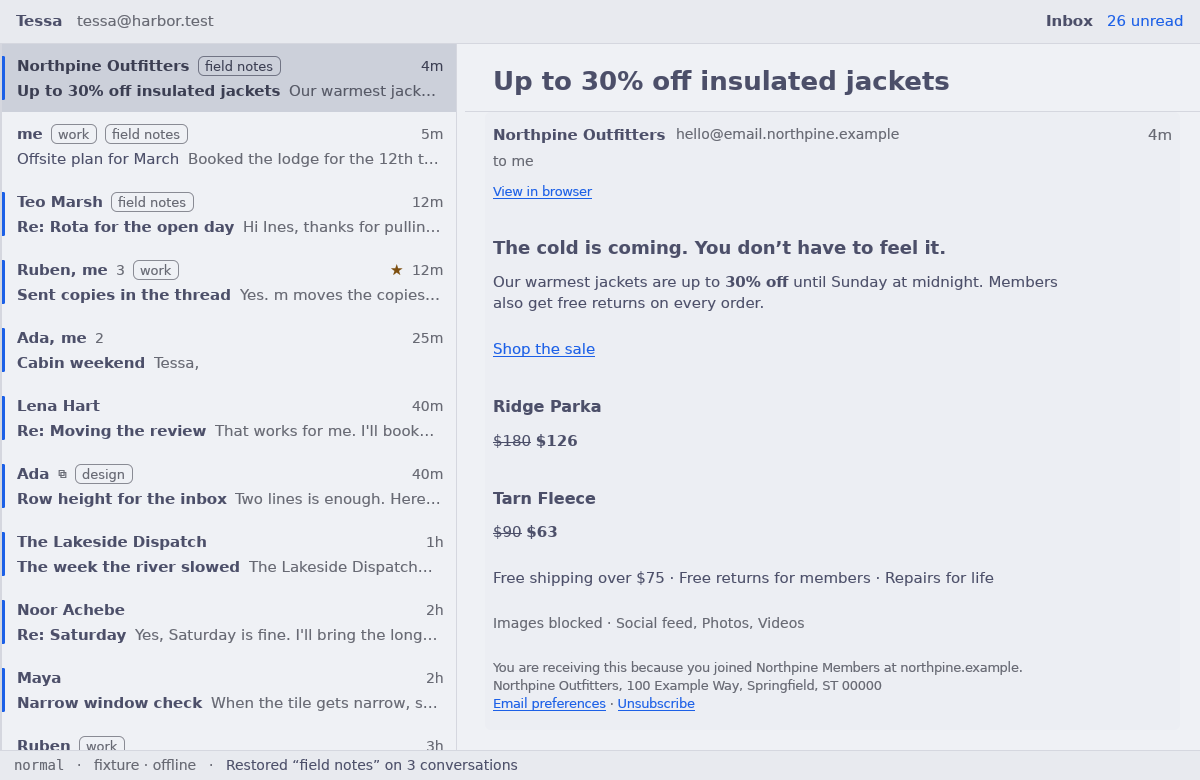 Tessa tessa@harbor.test Inbox 26 unread
Northpine Outfitters field notes 4m
Up to 30% off insulated jackets Our warmest jack…
me work field notes 5m
Offsite plan for March Booked the lodge for the 12th t…
Teo Marsh field notes 12m
Re: Rota for the open day Hi Ines, thanks for pullin…
Ruben, me 3 work ★ 12m
Sent copies in the thread Yes. m moves the copies…
Ada, me 2 25m
Cabin weekend Tessa,
Lena Hart 40m
Re: Moving the review That works for me. I'll book…
Ada design 40m
Row height for the inbox Two lines is enough. Here…
The Lakeside Dispatch 1h
The week the river slowed The Lakeside Dispatch…
Noor Achebe 2h
Re: Saturday Yes, Saturday is fine. I'll bring the long…
Maya 2h
Narrow window check When the tile gets narrow, s…
Ruben work 3h
Up to 30% off insulated jackets
Northpine Outfitters hello@email.northpine.example 4m
to me
View in browser
The cold is coming. You don’t have to feel it.
Our warmest jackets are up to 30% off until Sunday at midnight. Members
also get free returns on every order.
Shop the sale
Ridge Parka
$180 $126
Tarn Fleece
$90 $63
Free shipping over $75 · Free returns for members · Repairs for life
Images blocked · Social feed, Photos, Videos
You are receiving this because you joined Northpine Members at northpine.example.
Northpine Outfitters, 100 Example Way, Springfield, ST 00000
Email preferences · Unsubscribe
normal · fixture · offline · Restored “field notes” on 3 conversations